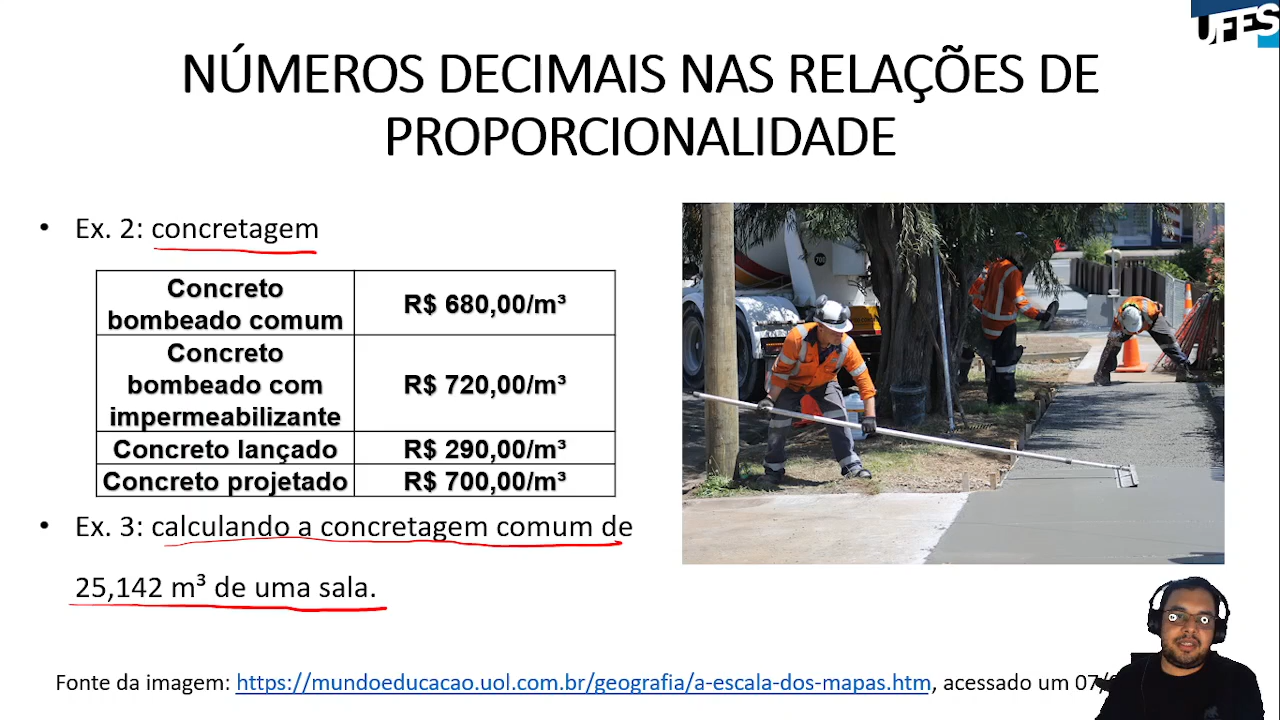 UFES
NÚMEROS DECIMAIS NAS RELAÇÕES DE
PROPORCIONALIDADE
• Ex. 2: concretagem
Concreto
bombeado comum
R$ 680,00/m³
Concreto
bombeado com
impermeabilizante
R$ 720,00/m³
Concreto lançado R$ 290,00/m³
Concreto projetado R$ 700,00/m³
• Ex. 3: calculando a concretagem comum de
25,142 m³ de uma sala.
Fonte da imagem: https://mundoeducacao.uol.com.br/geografia/a-escala-dos-mapas.htm, acessado um